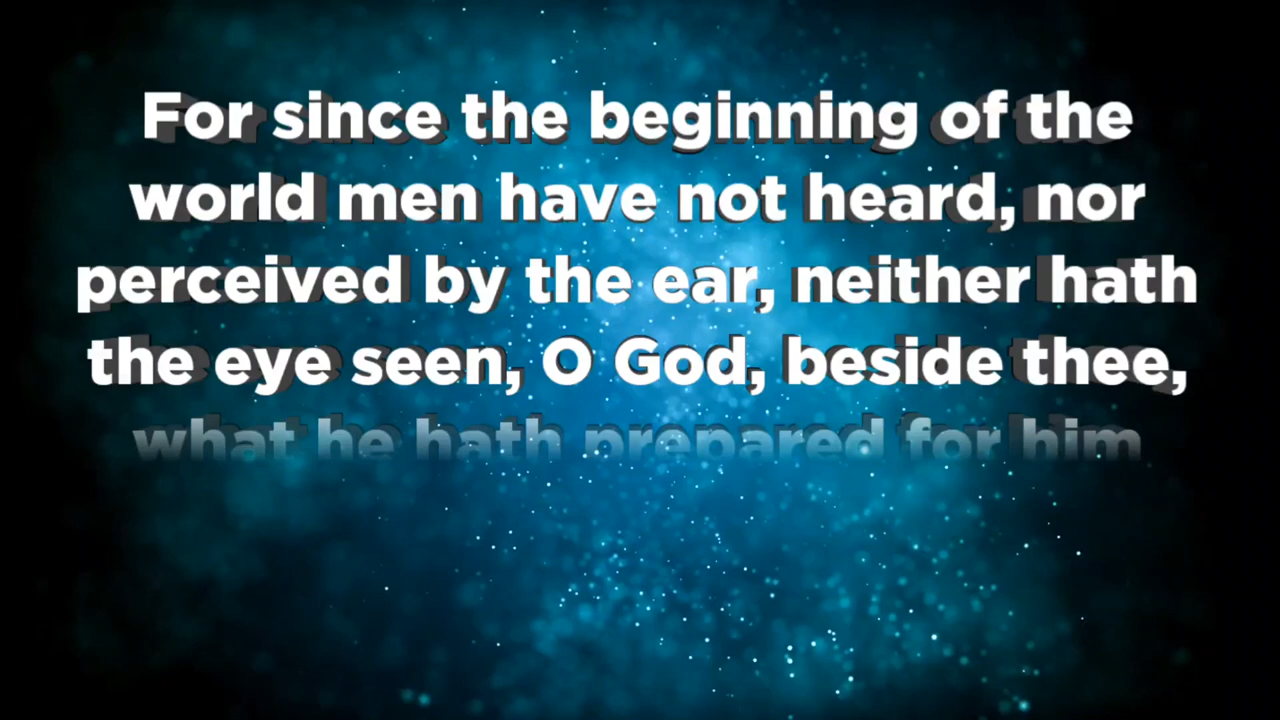 For since the beginning of the
world men have not heard, nor
perceived by the ear, neither hath
the eye seen, O God, beside thee,
what he hath prepared for him